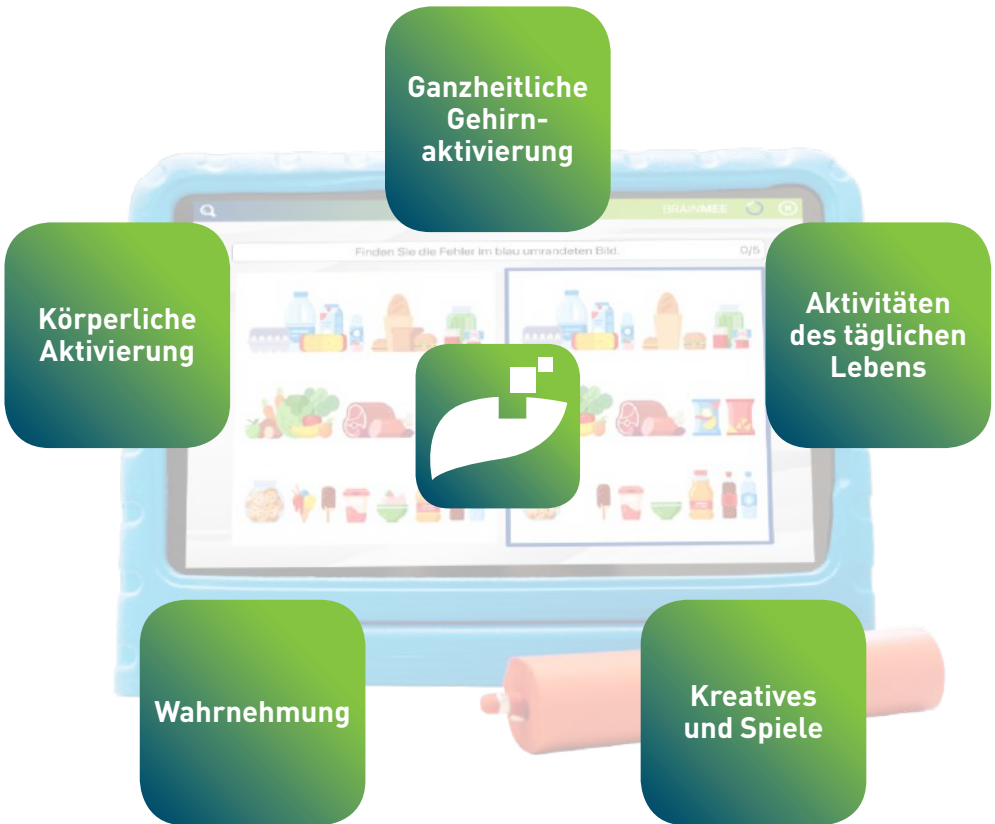 Ganzheitliche
Gehirn-
aktivierung
BRAINMEE
Finden Sie die Fehler im blau umrandeten Bild.
0/5
Körperliche
Aktivierung
Aktivitäten
des täglichen
Lebens
Wahrnehmung
Kreatives
und Spiele